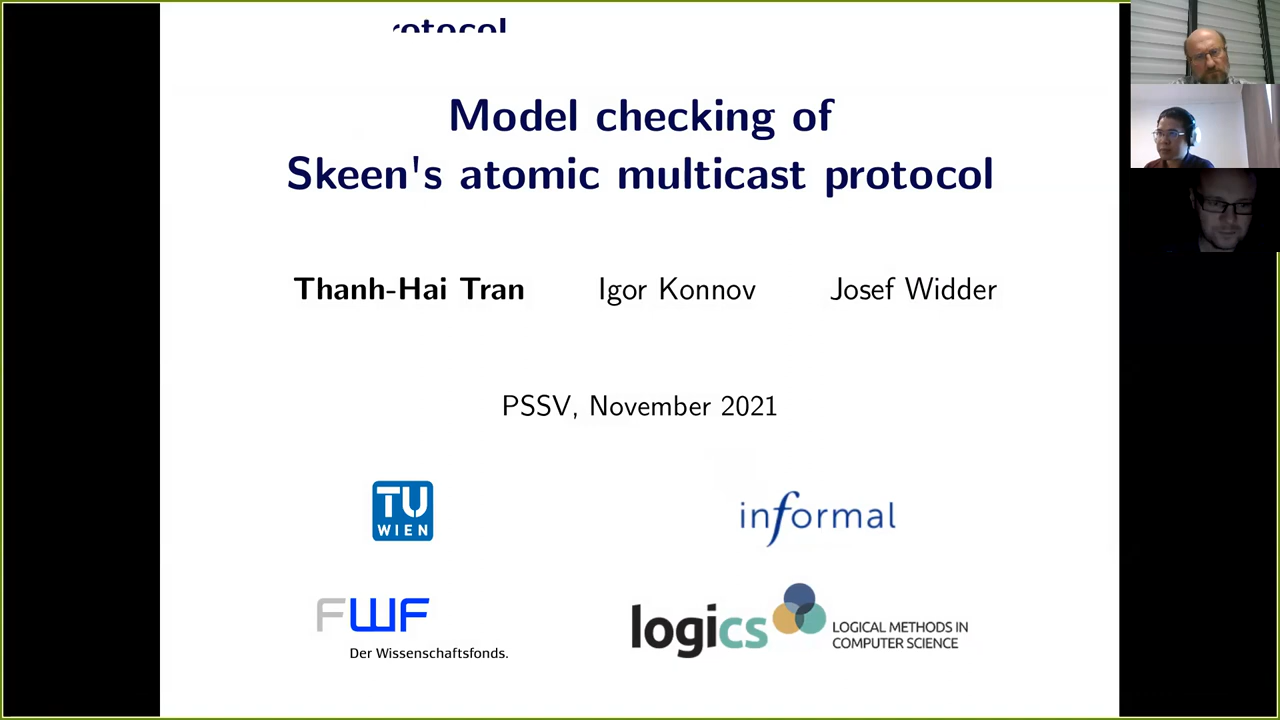 rotocol
Model checking of
Skeen's atomic multicast protocol
Thanh-Hai Tran Igor Konnov Josef Widder
PSSV, November 2021
TU
WIEN
informal
FWF
Der Wissenschaftsfonds.
logics
LOGICAL METHODS IN
COMPUTER SCIENCE